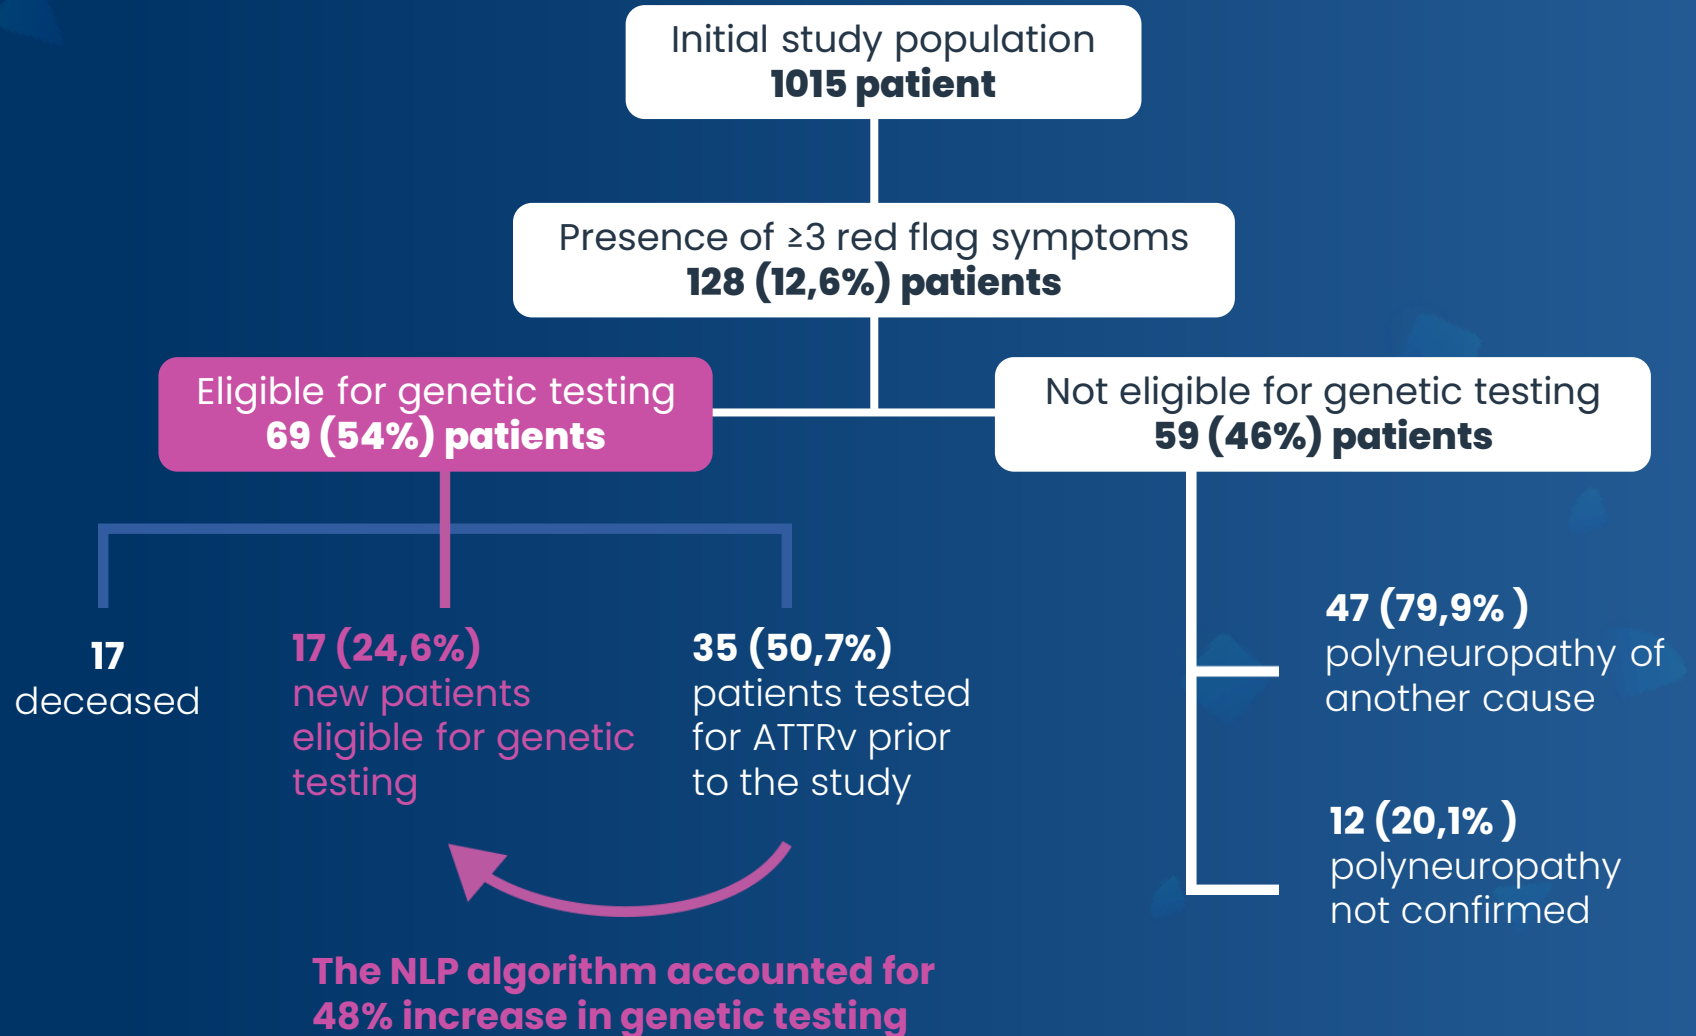 Initial study population
1015 patient
Presence of ≥3 red flag symptoms
128 (12,6%) patients
Eligible for genetic testing
69 (54%) patients
Not eligible for genetic testing
59 (46%) patients
17
deceased
17 (24,6%)
new patients
eligible for genetic
testing
35 (50,7%)
patients tested
for ATTRv prior
to the study
47 (79,9% )
polyneuropathy of
another cause
12 (20,1% )
polyneuropathy
not confirmed
The NLP algorithm accounted for
48% increase in genetic testing